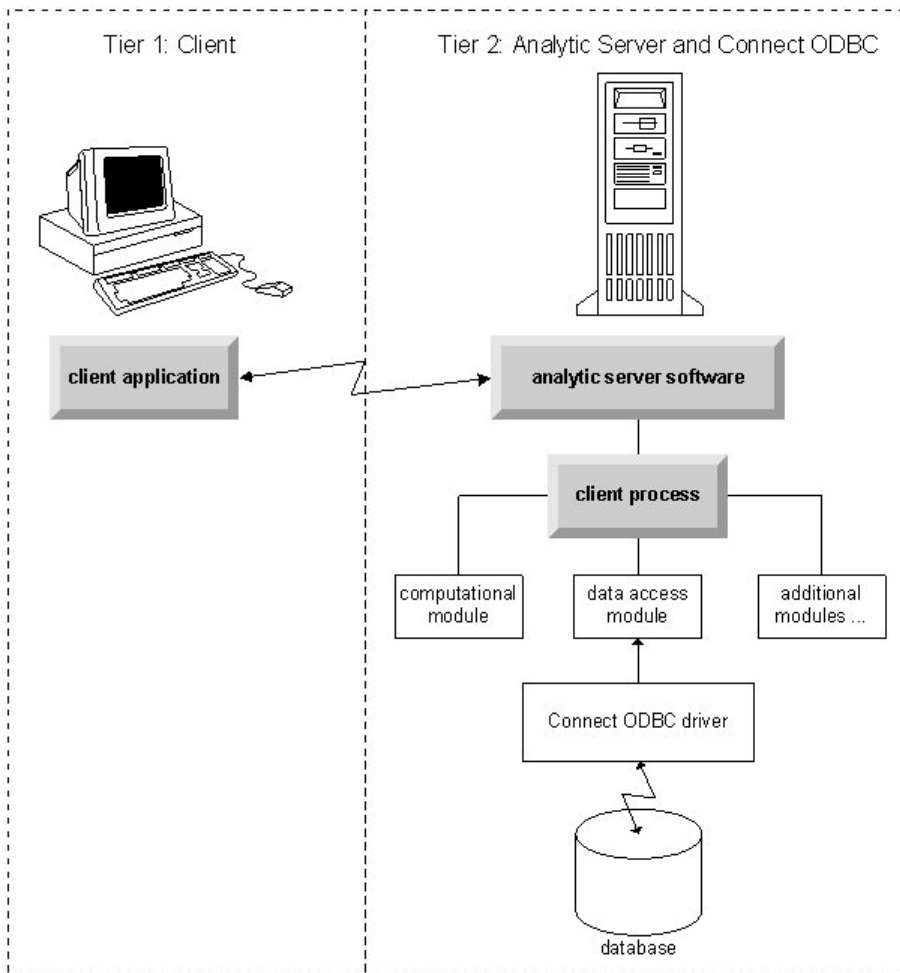 Tier 1: Client
Tier 2: Analytic Server and Connect ODBC
client application
analytic server software
client process
computational
module
data access
module
additional
modules ...
Connect ODBC driver
database